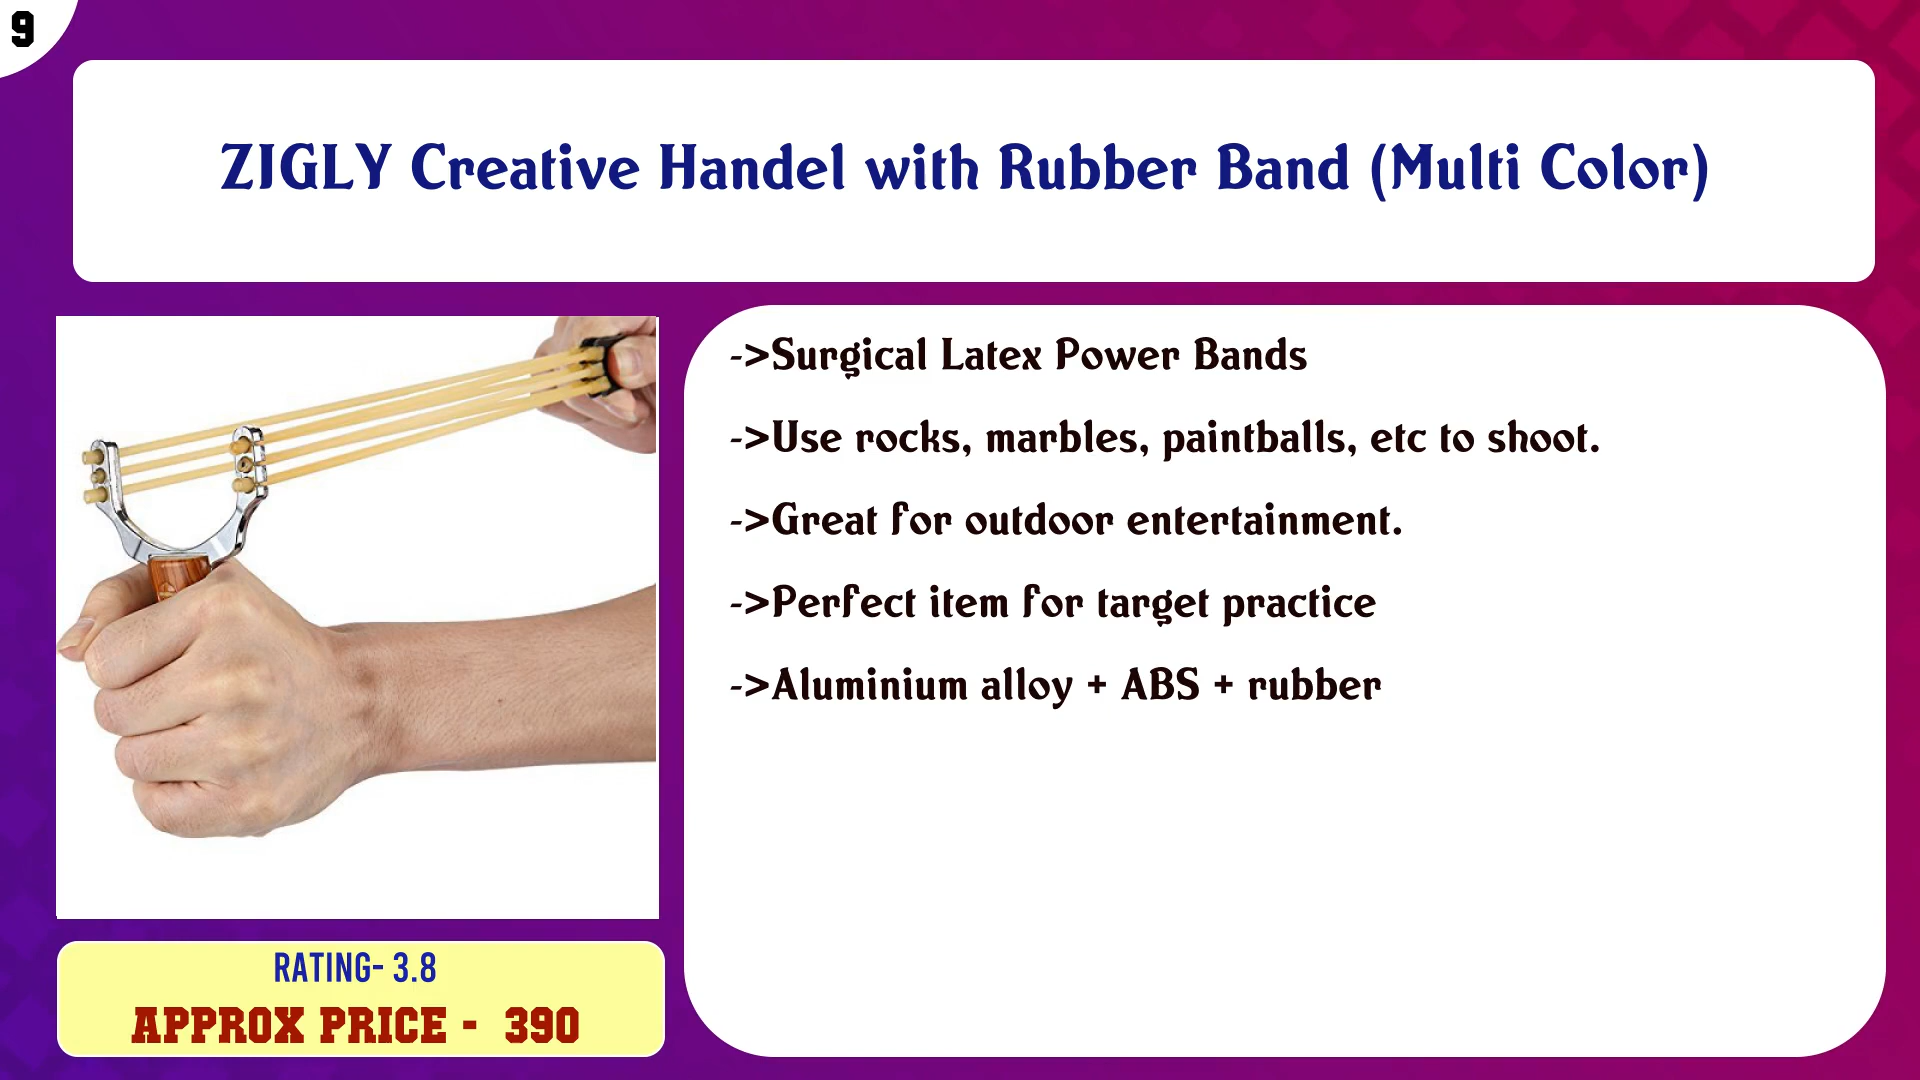 9
ZIGLY Creative Handel with Rubber Band (Multi Color)
->Surgical Latex Power Bands
->Use rocks, marbles, paintballs, etc to shoot.
->Great for outdoor entertainment.
->Perfect item for target practice
->Aluminium alloy + ABS + rubber
RATING- 3.8
APPROX PRICE - 390